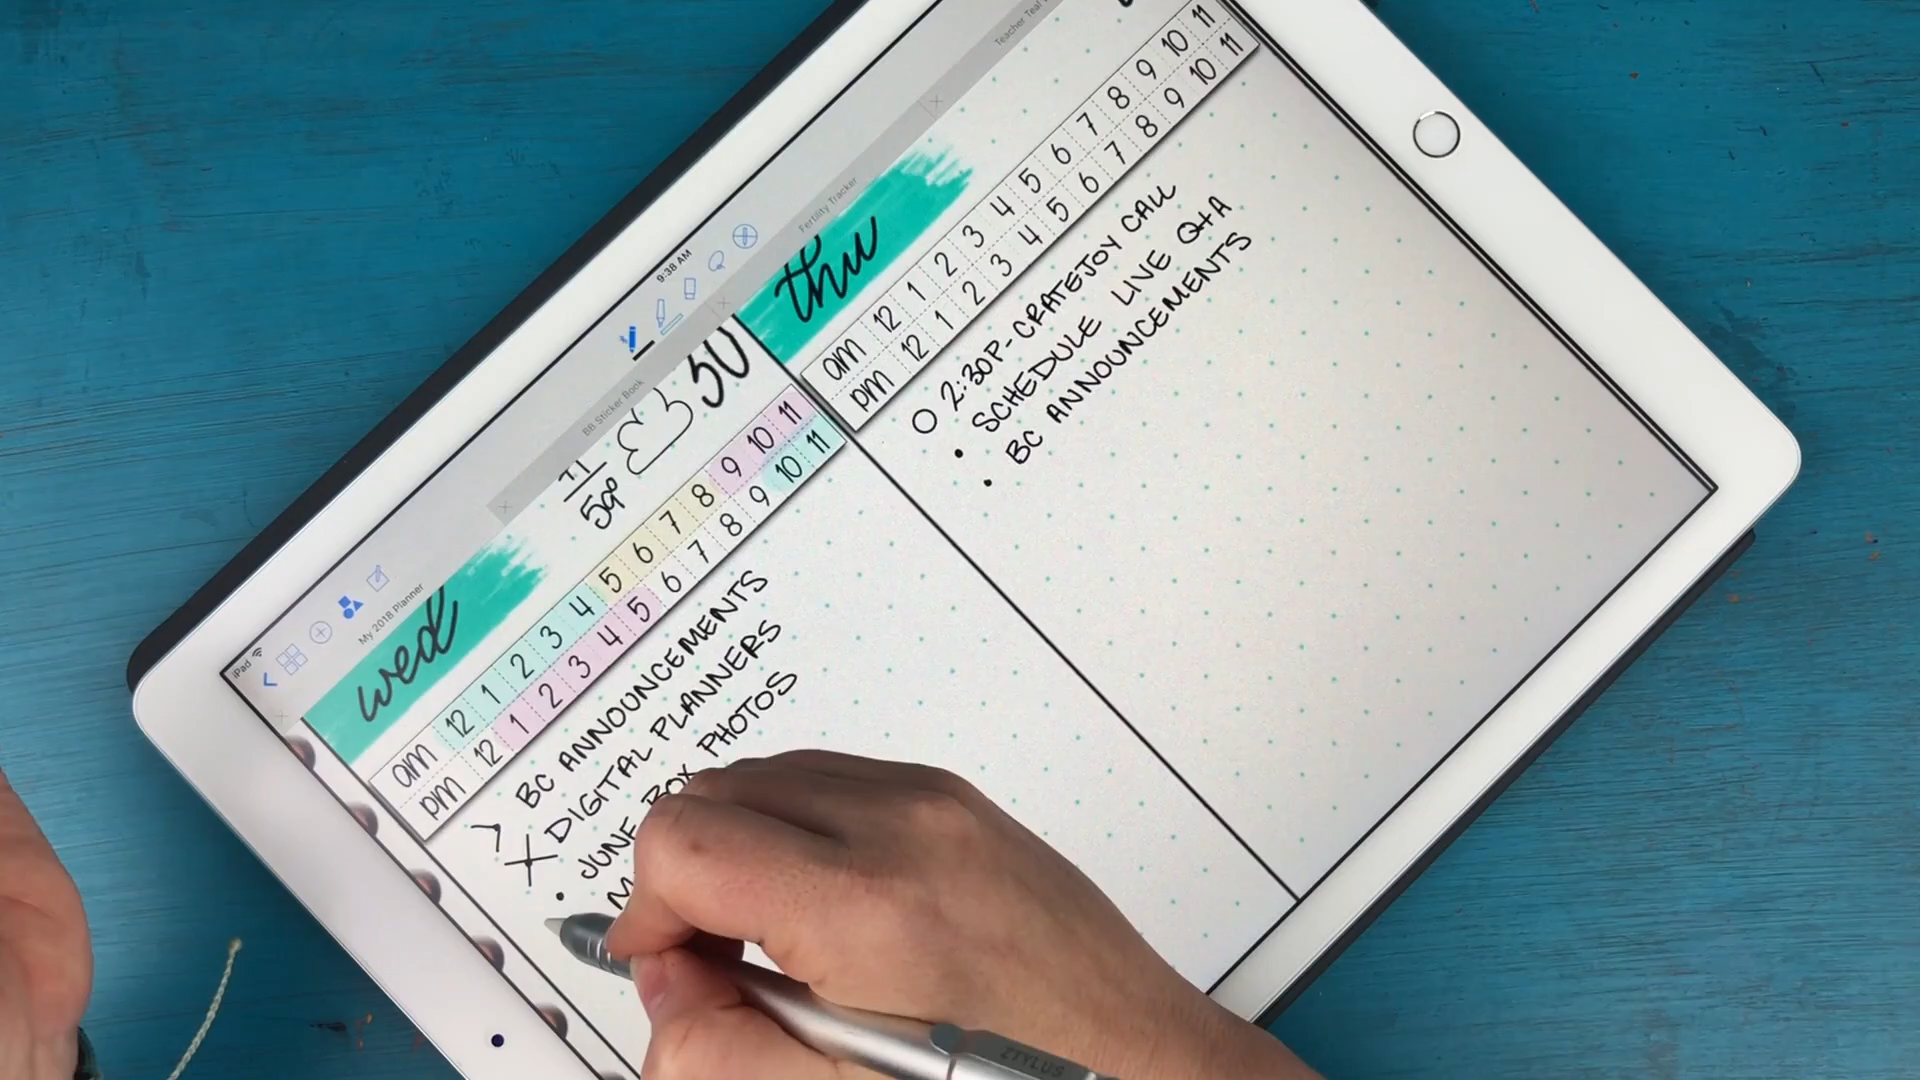 iPad
9:38 AM
My 2018 Planner
BB Sticker Book
Fertility Tracker
wed
59°
30
am 12 1 2 3 4 5 6 7 8 9 10 11
pm 12 1 2 3 4 5 6 7 8 9 10 11
> BC ANNOUNCEMENTS
X DIGITAL PLANNERS
• JUNE BOX PHOTOS
thu
am 12 1 2 3 4 5 6 7 8 9 10 11
pm 12 1 2 3 4 5 6 7 8 9 10 11
O 2:30P-CRATEJOY CALL
• SCHEDULE LIVE Q+A
• BC ANNOUNCEMENTS
ZTYLUS